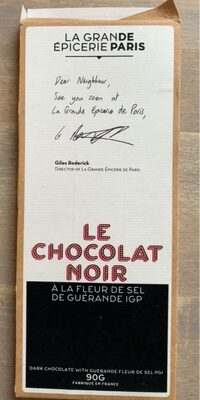 LA GRANDE
ÉPICERIE PARIS
Dear Neighbour,
See you soon at
La Grande Epicerie de Paris,
Giles Roderick
DIRECTOR OF LA GRANDE EPICERIE DE PARIS
LE
CHOCOLAT
NOIR
À LA FLEUR DE SEL
DE GUÉRANDE IGP
DARK CHOCOLATE WITH GUERANDE FLEUR DE SEL PGI
90G
FABRIQUÉ EN FRANCE